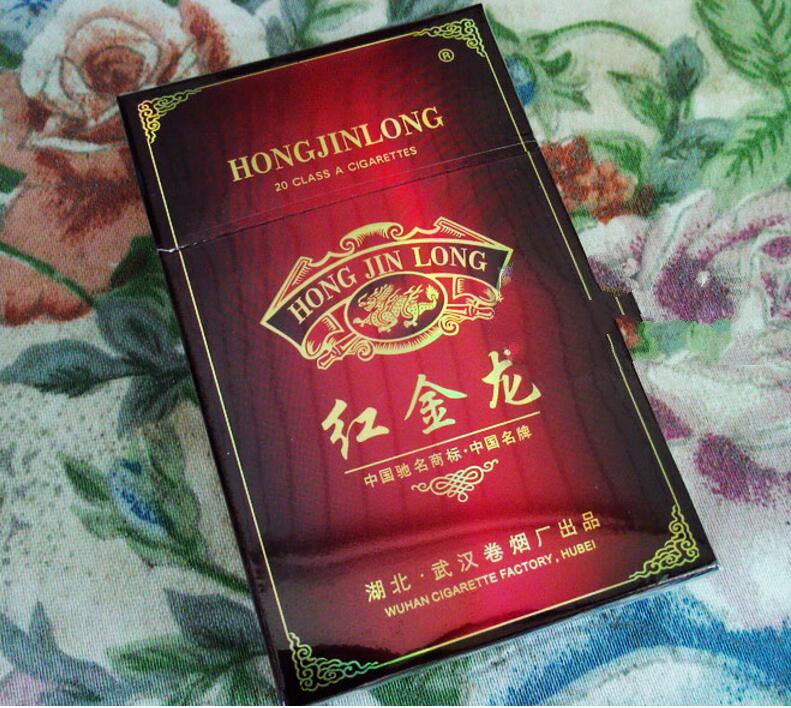 ®
HONGJINLONG
20 CLASS A CIGARETTES
HONG JIN LONG
红金龙
中国驰名商标·中国名牌
湖北·武汉卷烟厂出品
WUHAN CIGARETTE FACTORY, HUBEI